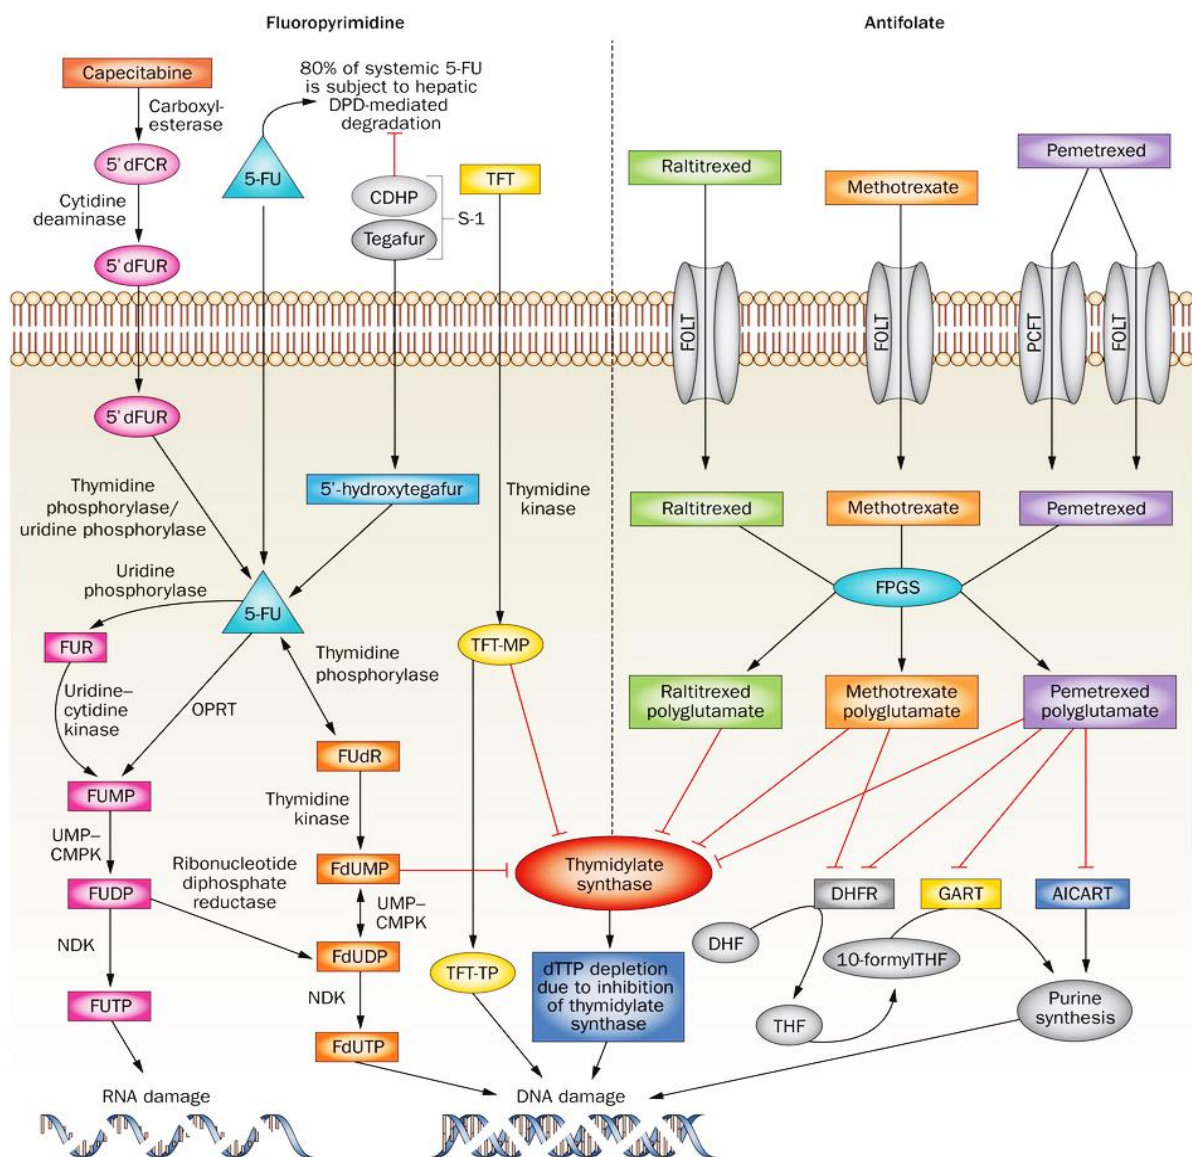 Fluoropyrimidine
Antifolate
Capecitabine
80% of systemic 5-FU
is subject to hepatic
DPD-mediated
degradation
Carboxyl-
esterase
5' dFCR
5-FU
CDHP
Tegafur
S-1
TFT
Cytidine
deaminase
5' dFUR
Raltitrexed
Methotrexate
Pemetrexed
FOLT
FOLT
PCFT
FOLT
5' dFUR
5'-hydroxytegafur
Thymidine
phosphorylase/
uridine phosphorylase
Thymidine
kinase
Raltitrexed
Methotrexate
Pemetrexed
FPGS
Uridine
phosphorylase
5-FU
FUR
TFT-MP
Thymidine
phosphorylase
Uridine–
cytidine
kinase
OPRT
Raltitrexed
polyglutamate
Methotrexate
polyglutamate
Pemetrexed
polyglutamate
FUdR
FUMP
Thymidine
kinase
UMP–
CMPK
Ribonucleotide
diphosphate
reductase
FdUMP
Thymidylate
synthase
FUDP
UMP–
CMPK
DHFR
GART
AICART
NDK
DHF
10-formylTHF
FdUDP
TFT-TP
dTTP depletion
due to inhibition
of thymidylate
synthase
NDK
FUTP
THF
Purine
synthesis
FdUTP
RNA damage
DNA damage